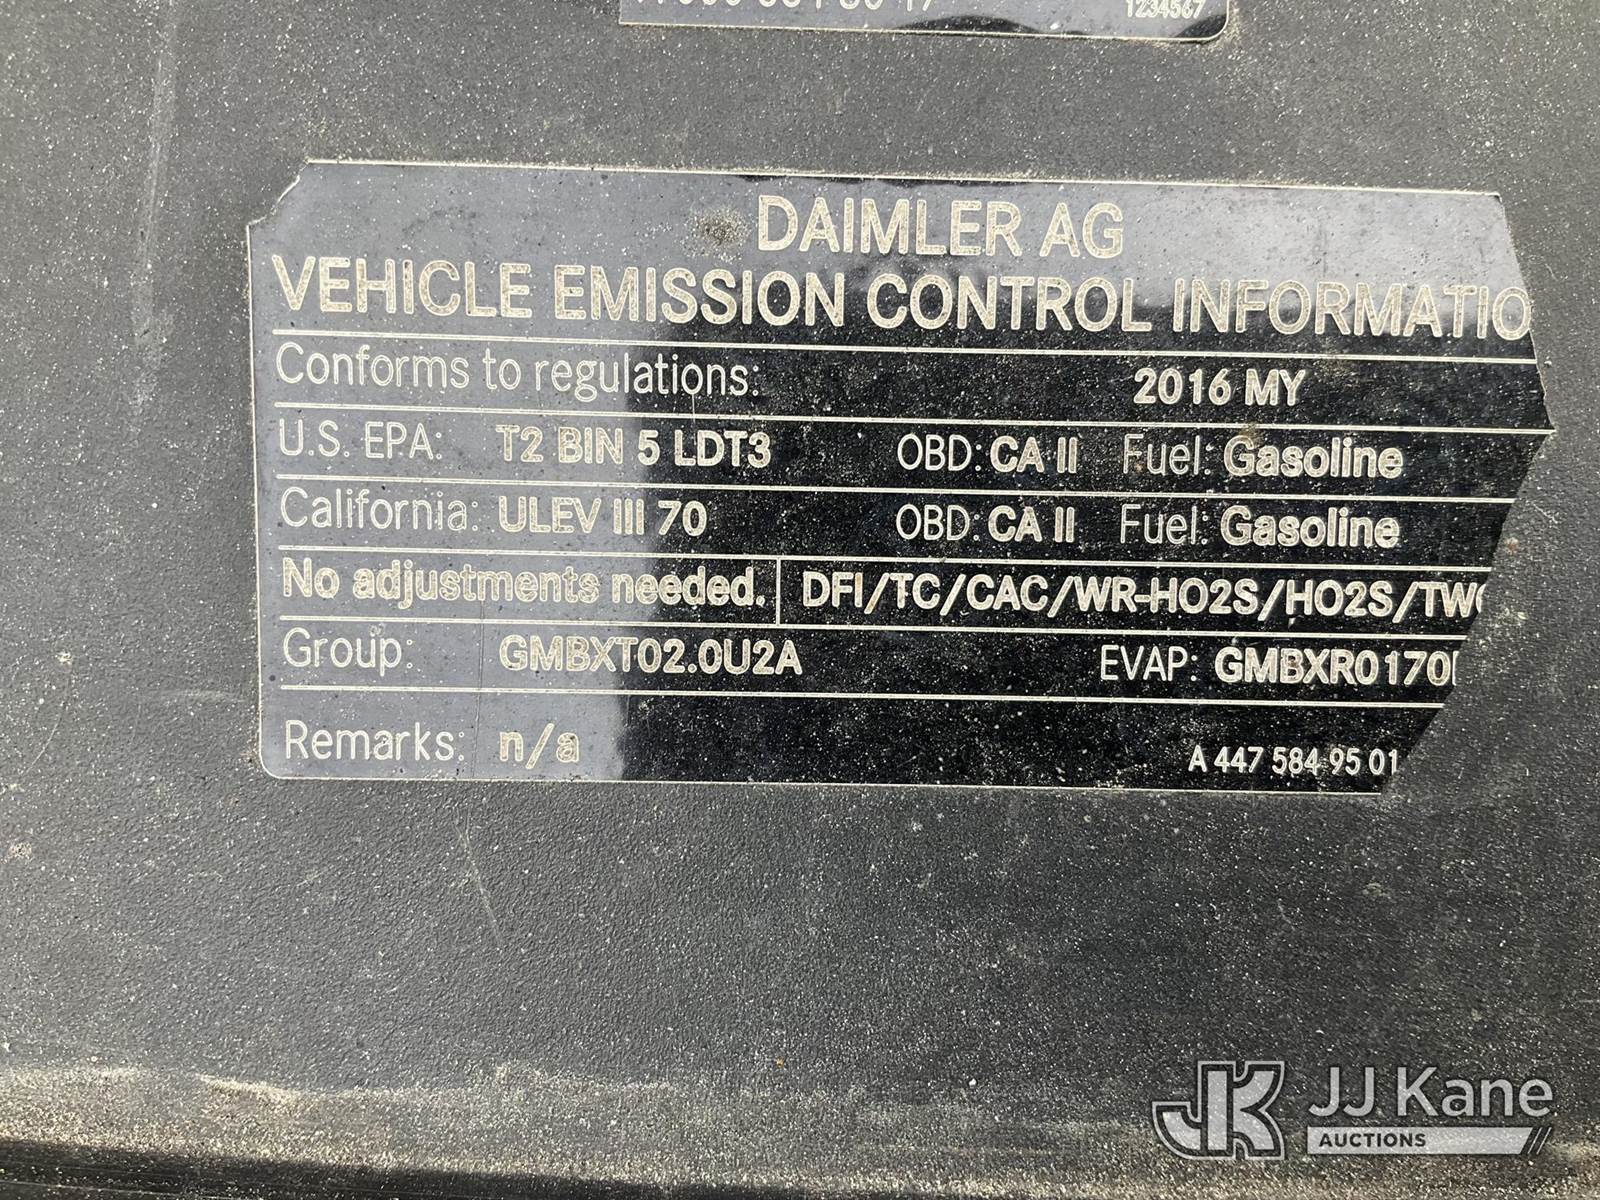 1234567
DAIMLER AG
VEHICLE EMISSION CONTROL INFORMATIO
Conforms to regulations: 2016 MY
U.S. EPA: T2 BIN 5 LDT3 OBD: CA II Fuel: Gasoline
California: ULEV III 70 OBD: CA II Fuel: Gasoline
No adjustments needed. DFI/TC/CAC/WR-HO2S/HO2S/TW
Group: GMBXT02.0U2A EVAP: GMBXR0170
Remarks: n/a
A 447 584 95 01
JK JJ Kane
AUCTIONS